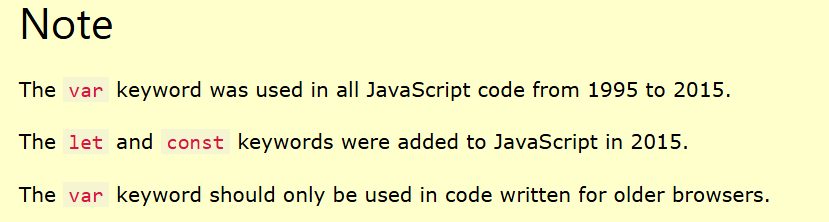 Note
The var keyword was used in all JavaScript code from 1995 to 2015.
The let and const keywords were added to JavaScript in 2015.
The var keyword should only be used in code written for older browsers.